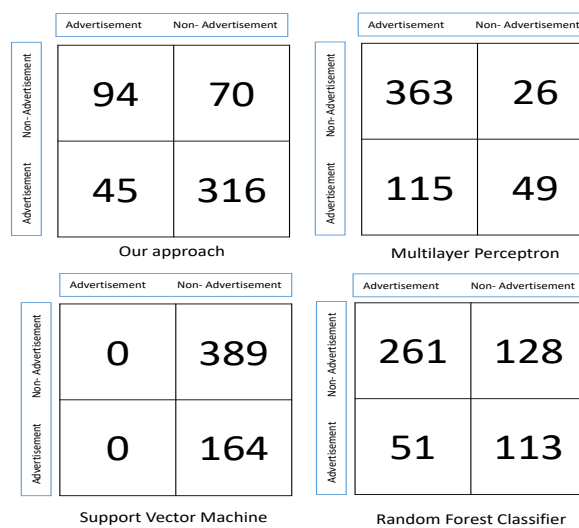 Advertisement Non- Advertisement
Non- Advertisement
94 70
Advertisement
45 316
Our approach
Advertisement Non- Advertisement
Non- Advertisement
363 26
Advertisement
115 49
Multilayer Perceptron
Advertisement Non- Advertisement
Non- Advertisement
0 389
Advertisement
0 164
Support Vector Machine
Advertisement Non- Advertisement
Non- Advertisement
261 128
Advertisement
51 113
Random Forest Classifier